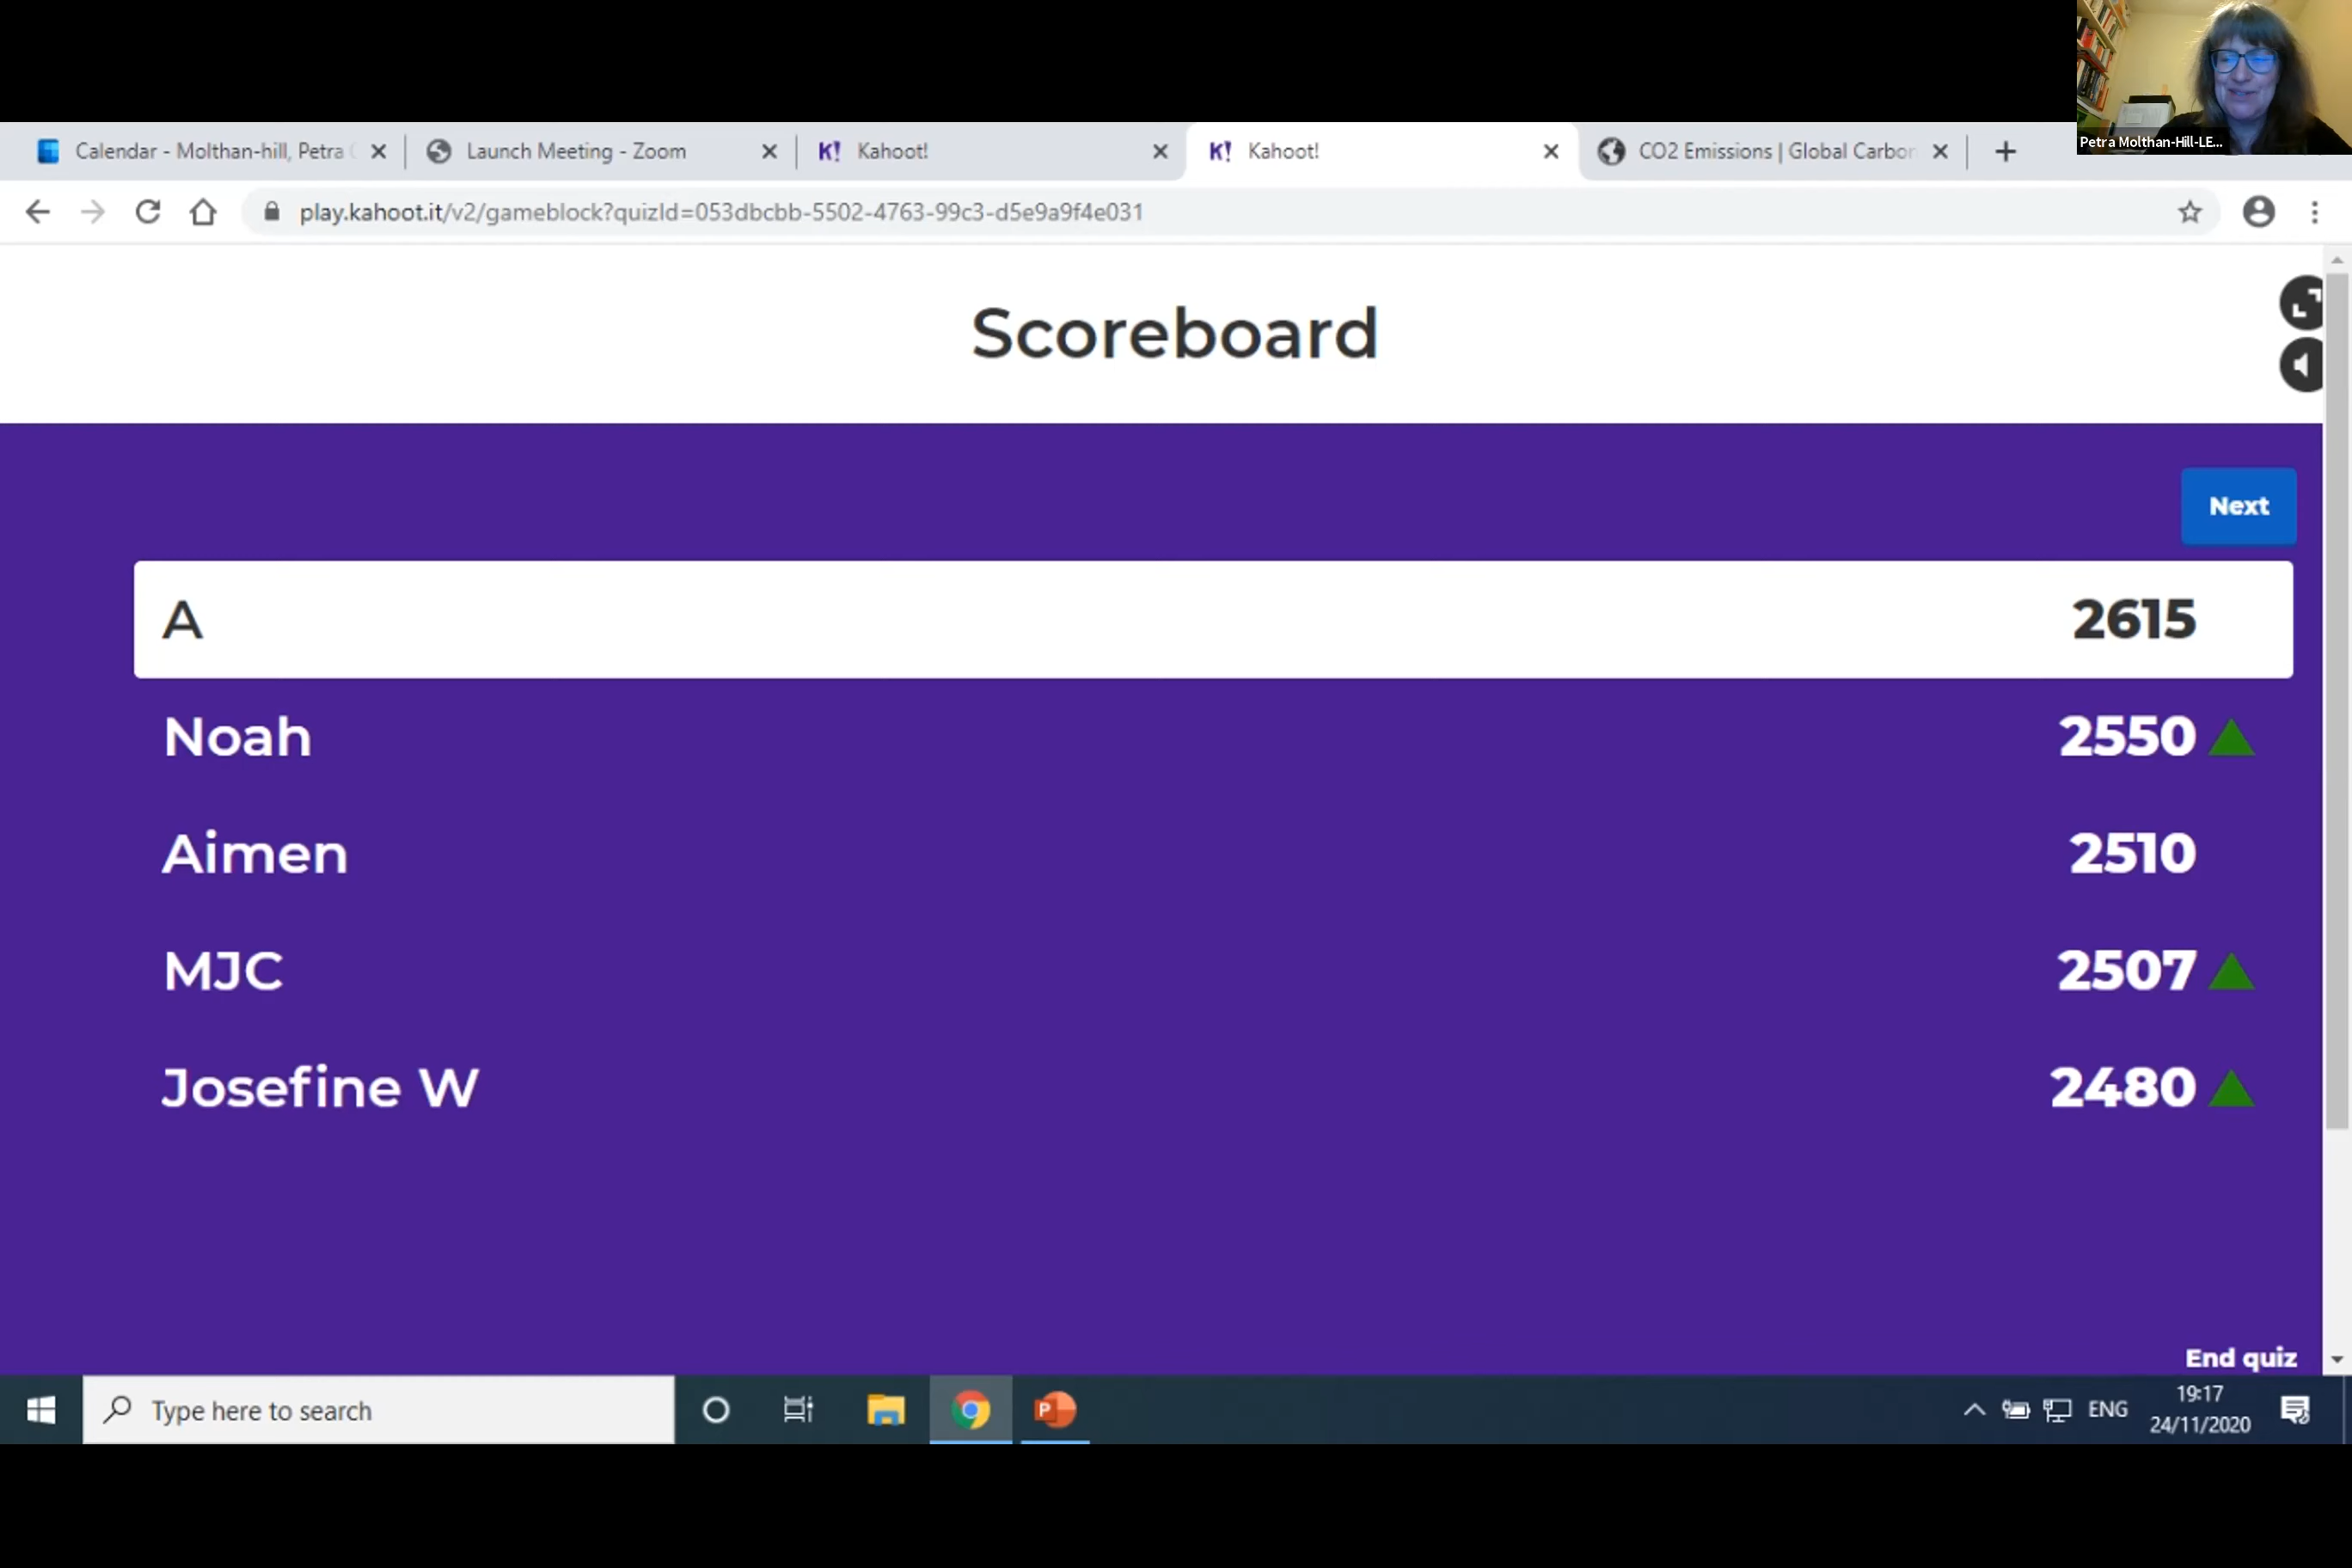 Petra Molthan-Hill-LE...
Calendar - Molthan-hill, Petra
Launch Meeting - Zoom
K! Kahoot!
K! Kahoot!
CO2 Emissions | Global Carbon
play.kahoot.it/v2/gameblock?quizId=053dbcbb-5502-4763-99c3-d5e9a9f4e031
Scoreboard
Next
A 2615
Noah 2550
Aimen 2510
MJC 2507
Josefine W 2480
End quiz
Type here to search
P
ENG
19:17
24/11/2020